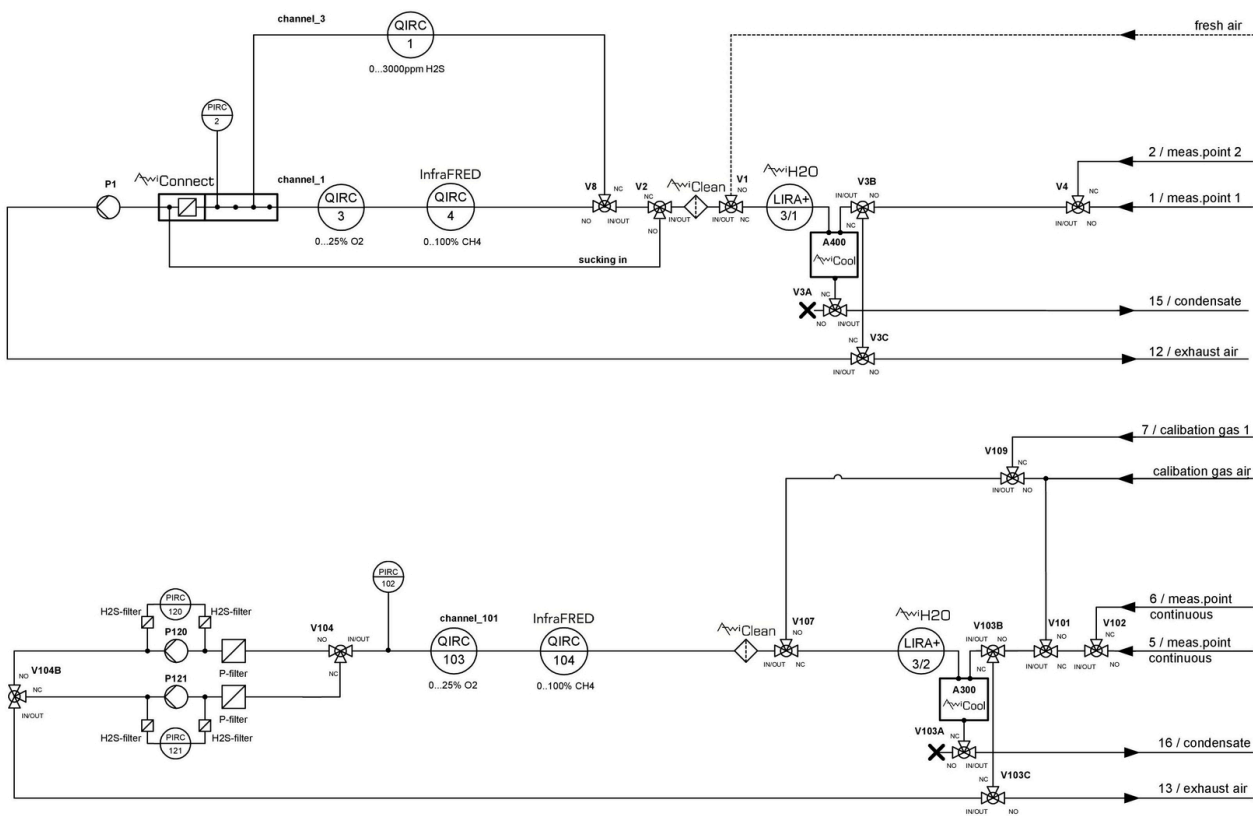 channel_3
QIRC
1
0...3000ppm H2S
fresh air
PIRC
2
2 / meas.point 2
P1
AwiConnect
channel_1
InfraFRED
V8
NC
V2
NC
AwiClean
V1
NO
AwiH2O
V3B
IN/OUT
NO
V4
NC
1 / meas.point 1
QIRC
3
QIRC
4
LIRA+
3/1
NO
IN/OUT
IN/OUT
NO
IN/OUT
NC
NC
IN/OUT
NO
0...25% O2
0...100% CH4
A400
AwiCool
sucking in
V3A
NC
NO
IN/OUT
15 / condensate
V3C
NC
IN/OUT
NO
12 / exhaust air
7 / calibation gas 1
V109
NC
calibation gas air
IN/OUT
NO
PIRC
102
H2S-filter
PIRC
120
H2S-filter
6 / meas.point
continuous
P120
V104
NO
IN/OUT
channel_101
InfraFRED
AwiClean
V107
NO
AwiH2O
V103B
IN/OUT
NO
V101
NC
V102
NC
5 / meas.point
continuous
QIRC
103
QIRC
104
LIRA+
3/2
IN/OUT
NC
NC
IN/OUT
NO
IN/OUT
NO
P-filter
NC
V104B
NO
NC
IN/OUT
P121
0...25% O2
0...100% CH4
A300
AwiCool
P-filter
H2S-filter
PIRC
121
H2S-filter
V103A
NC
NO
IN/OUT
16 / condensate
V103C
NC
IN/OUT
NO
13 / exhaust air